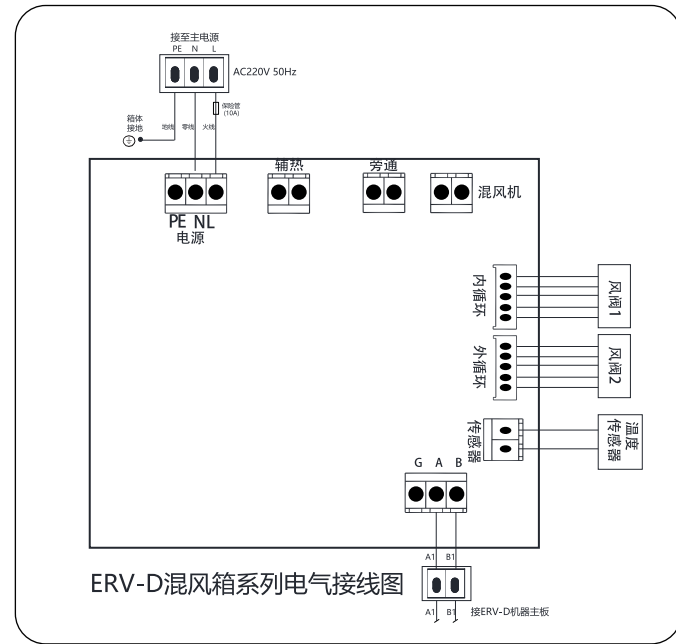 接至主电源
PE N L
AC220V 50Hz
保险管
(10A)
箱体
接地
地线 零线 火线
辅热
旁通
混风机
PE N L
电源
内循环
风阀1
外循环
风阀2
传感器
温度
传感器
G A B
A1 B1
ERV-D混风箱系列电气接线图
A1 B1
接ERV-D机器主板